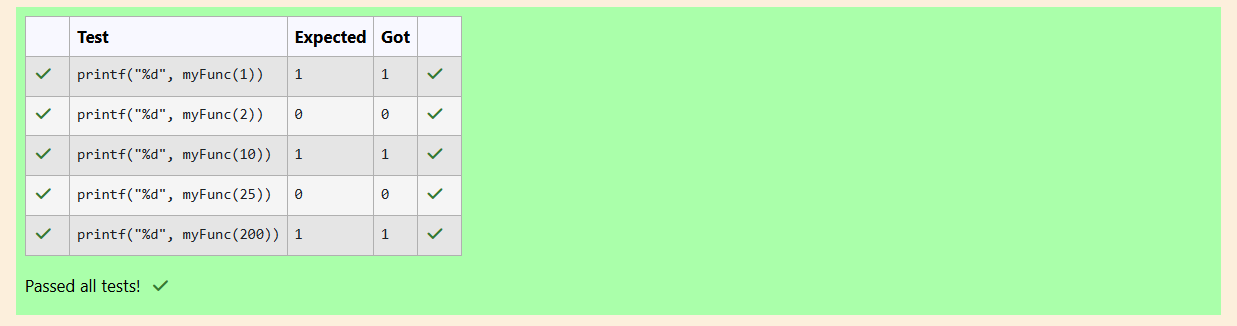 Test Expected Got
printf("%d", myFunc(1)) 1 1
printf("%d", myFunc(2)) 0 0
printf("%d", myFunc(10)) 1 1
printf("%d", myFunc(25)) 0 0
printf("%d", myFunc(200)) 1 1
Passed all tests!